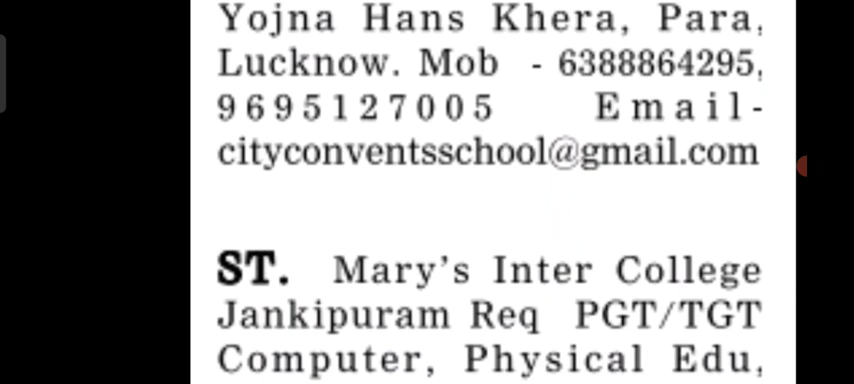 Yojna Hans Khera, Para,
Lucknow. Mob - 6388864295,
9695127005 Email-
cityconventsschool@gmail.com
ST. Mary's Inter College
Jankipuram Req PGT/TGT
Computer, Physical Edu,